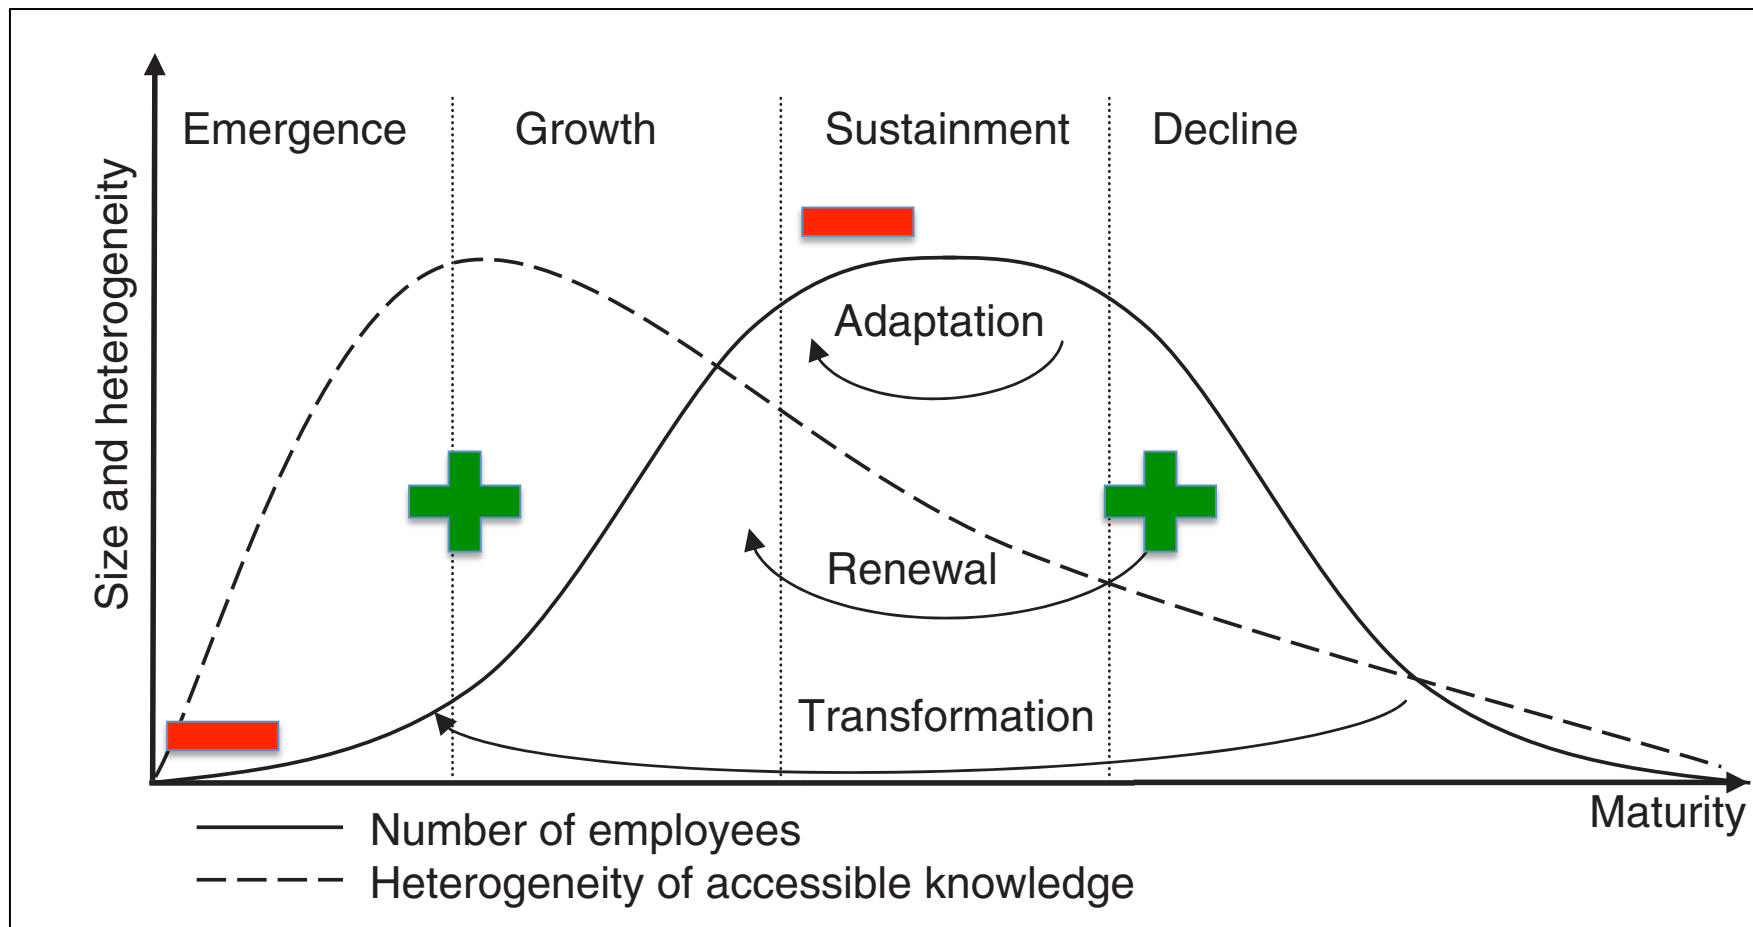 Emergence
Growth
Sustainment
Decline
Size and heterogeneity
Adaptation
Renewal
Transformation
Maturity
Number of employees
Heterogeneity of accessible knowledge